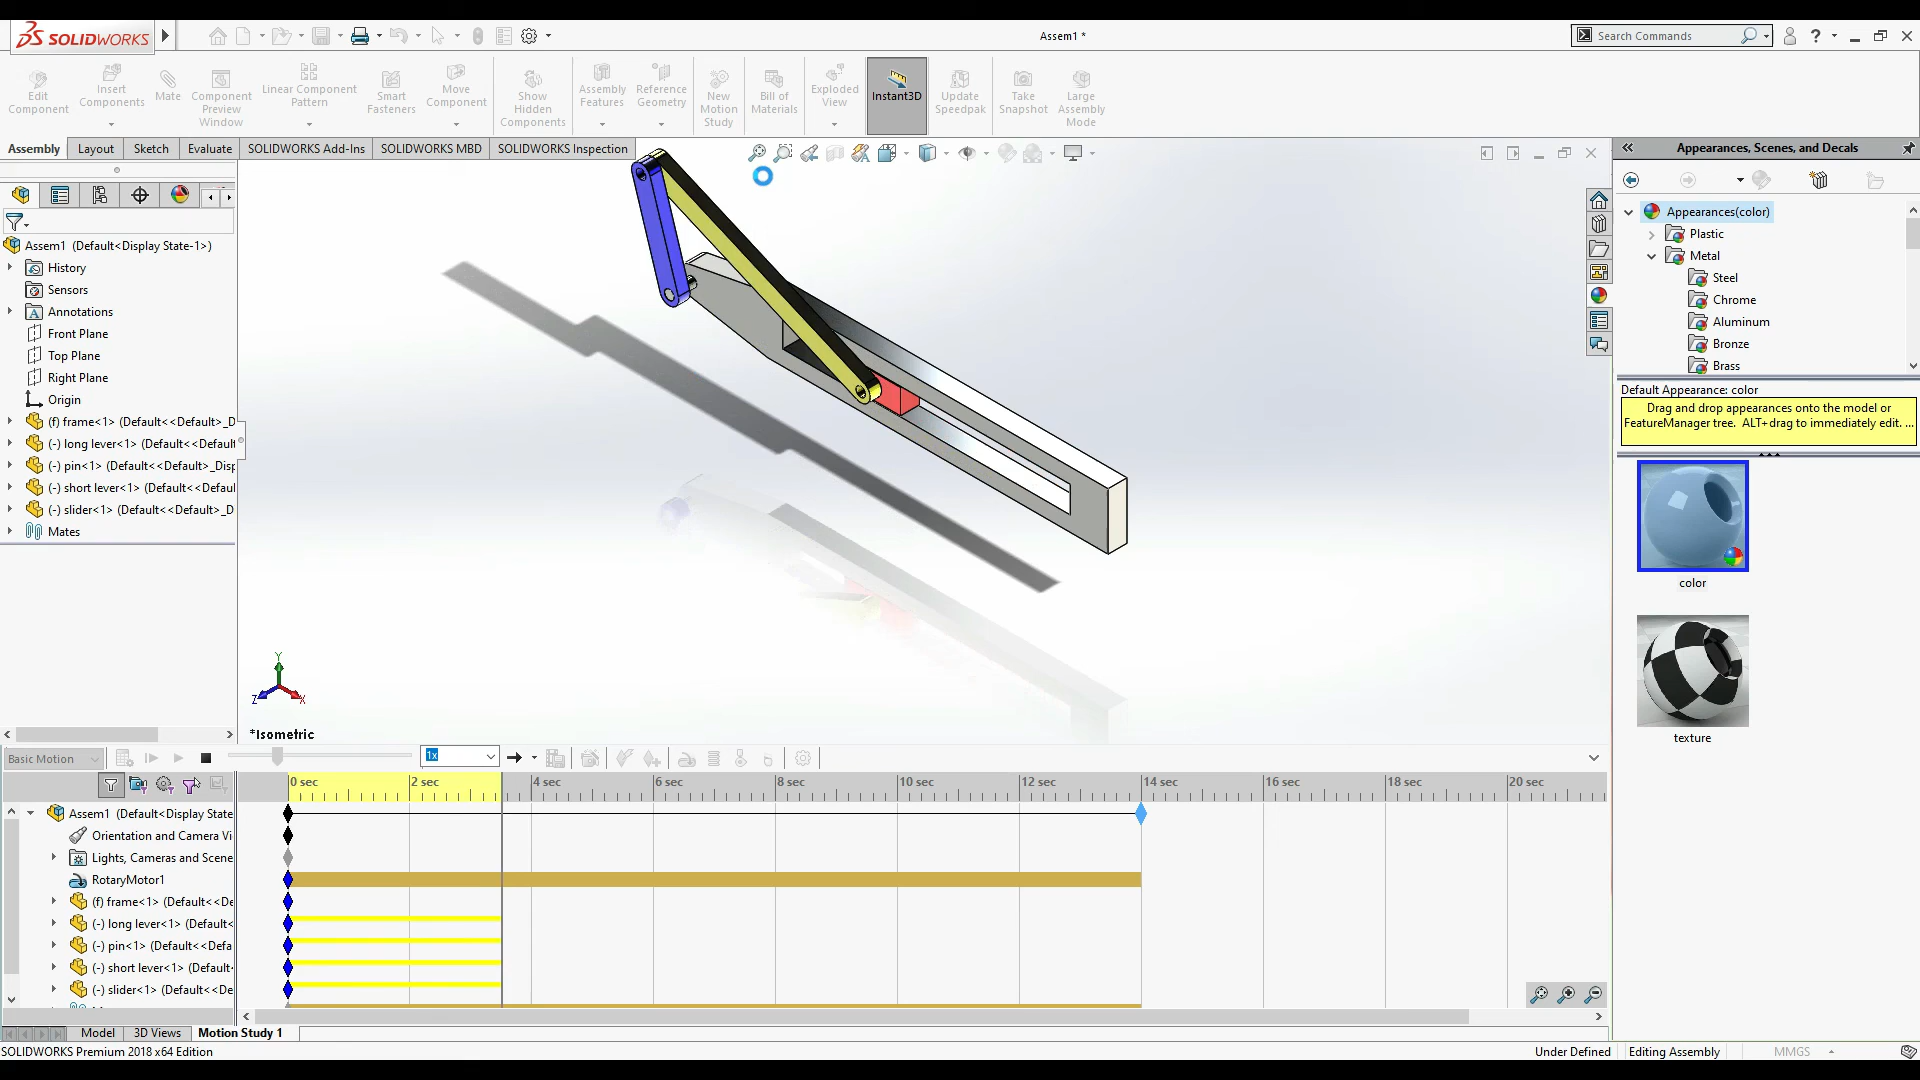 SOLIDWORKS
Assem1 *
Search Commands
?
Edit Component
Insert Components
Mate
Component Preview Window
Linear Component Pattern
Smart Fasteners
Move Component
Show Hidden Components
Assembly Features
Reference Geometry
New Motion Study
Bill of Materials
Exploded View
Instant3D
Update Speedpak
Take Snapshot
Large Assembly Mode
Assembly
Layout
Sketch
Evaluate
SOLIDWORKS Add-Ins
SOLIDWORKS MBD
SOLIDWORKS Inspection
Appearances, Scenes, and Decals
Assem1 (Default<Display State-1>)
History
Sensors
Annotations
Front Plane
Top Plane
Right Plane
Origin
(f) frame<1> (Default<<Default>_D
(-) long lever<1> (Default<<Default
(-) pin<1> (Default<<Default>_Disp
(-) short lever<1> (Default<<Defaul
(-) slider<1> (Default<<Default>_D
Mates
Appearances(color)
Plastic
Metal
Steel
Chrome
Aluminum
Bronze
Brass
Default Appearance: color
Drag and drop appearances onto the model or
FeatureManager tree. ALT+drag to immediately edit. ...
color
texture
Y
Z
X
*Isometric
Basic Motion
1x
0 sec
2 sec
4 sec
6 sec
8 sec
10 sec
12 sec
14 sec
16 sec
18 sec
20 sec
Assem1 (Default<Display State
Orientation and Camera Vi
Lights, Cameras and Scene
RotaryMotor1
(f) frame<1> (Default<<De
(-) long lever<1> (Default<
(-) pin<1> (Default<<Defa
(-) short lever<1> (Default<
(-) slider<1> (Default<<De
Model
3D Views
Motion Study 1
SOLIDWORKS Premium 2018 x64 Edition
Under Defined
Editing Assembly
MMGS